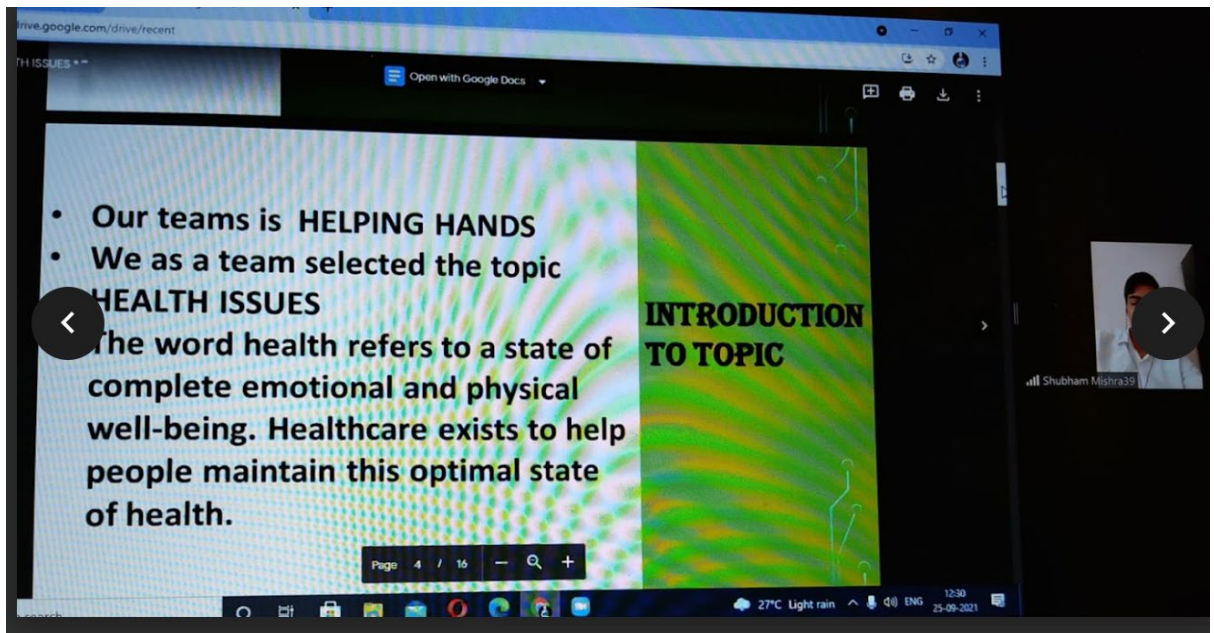 drive.google.com/drive/recent
TH ISSUES
Open with Google Docs
• Our teams is HELPING HANDS
• We as a team selected the topic
HEALTH ISSUES
The word health refers to a state of
complete emotional and physical
well-being. Healthcare exists to help
people maintain this optimal state
of health.
INTRODUCTION
TO TOPIC
Shubham Mishra39
Page 4 / 16
search
27°C Light rain
ENG
12:30
25-09-2021